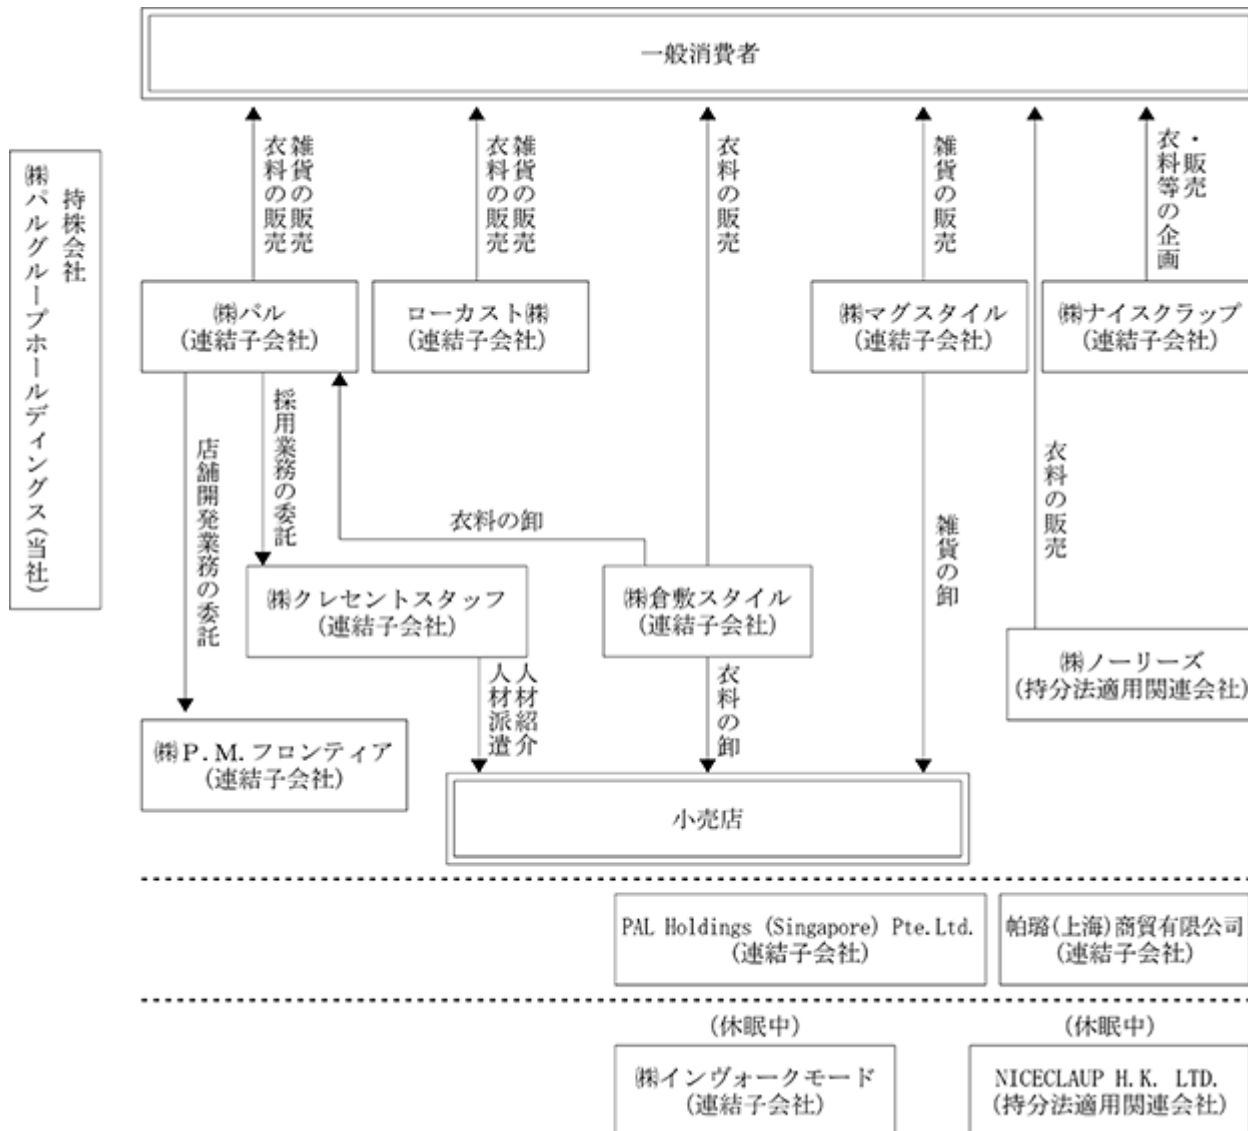 一般消費者
持株会社
㈱パルグループホールディングス(当社)
雑貨の販売
衣料の販売
雑貨の販売
衣料の販売
衣料の販売
雑貨の販売
・販売
衣料等の企画
㈱パル
(連結子会社)
ローカスト㈱
(連結子会社)
㈱マグスタイル
(連結子会社)
㈱ナイスクラップ
(連結子会社)
店舗開発業務の委託
採用業務の委託
衣料の卸
雑貨の卸
衣料の販売
㈱クレセントスタッフ
(連結子会社)
㈱倉敷スタイル
(連結子会社)
㈱ノーリーズ
(持分法適用関連会社)
人材紹介
人材派遣
衣料の卸
㈱P.M.フロンティア
(連結子会社)
小売店
PAL Holdings (Singapore) Pte.Ltd.
(連結子会社)
帕璐(上海)商貿有限公司
(連結子会社)
(休眠中)
㈱インヴォークモード
(連結子会社)
(休眠中)
NICECLAUP H.K. LTD.
(持分法適用関連会社)